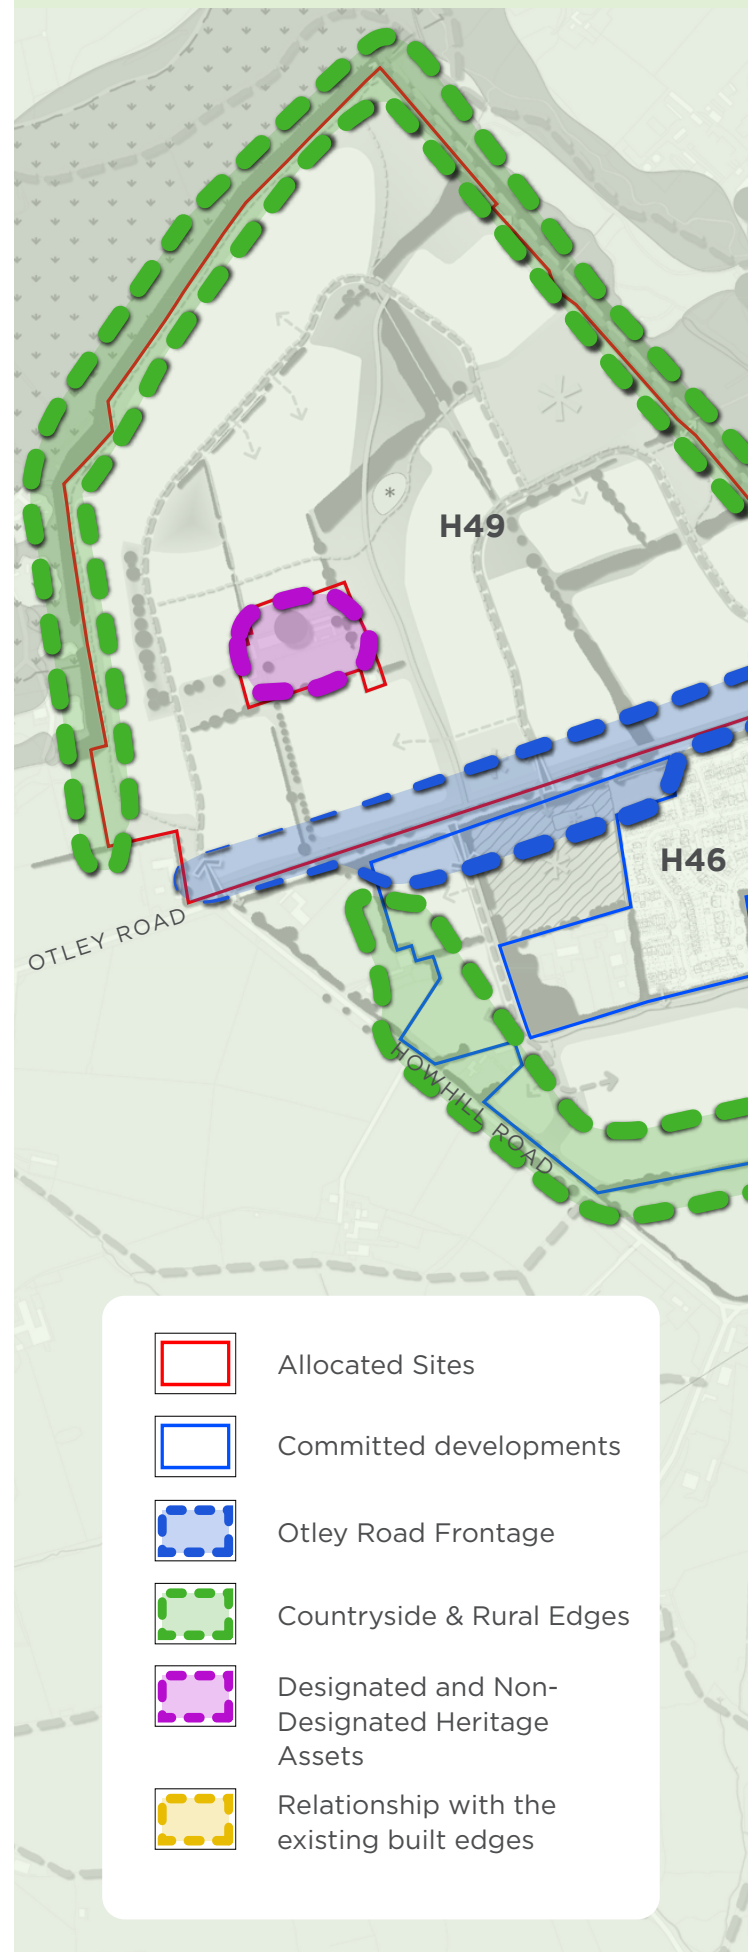 H49
H46
OTLEY ROAD
HOWHILL ROAD
Allocated Sites
Committed developments
Otley Road Frontage
Countryside & Rural Edges
Designated and Non-
Designated Heritage
Assets
Relationship with the
existing built edges